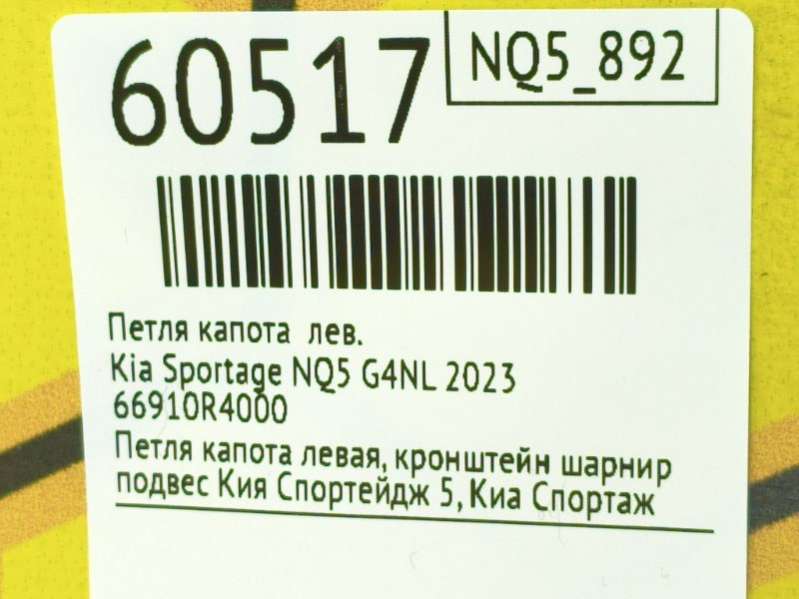 60517
NQ5_892
Петля капота лев.
Kia Sportage NQ5 G4NL 2023
66910R4000
Петля капота левая, кронштейн шарнир
подвес Кия Спортейдж 5, Киа Спортаж